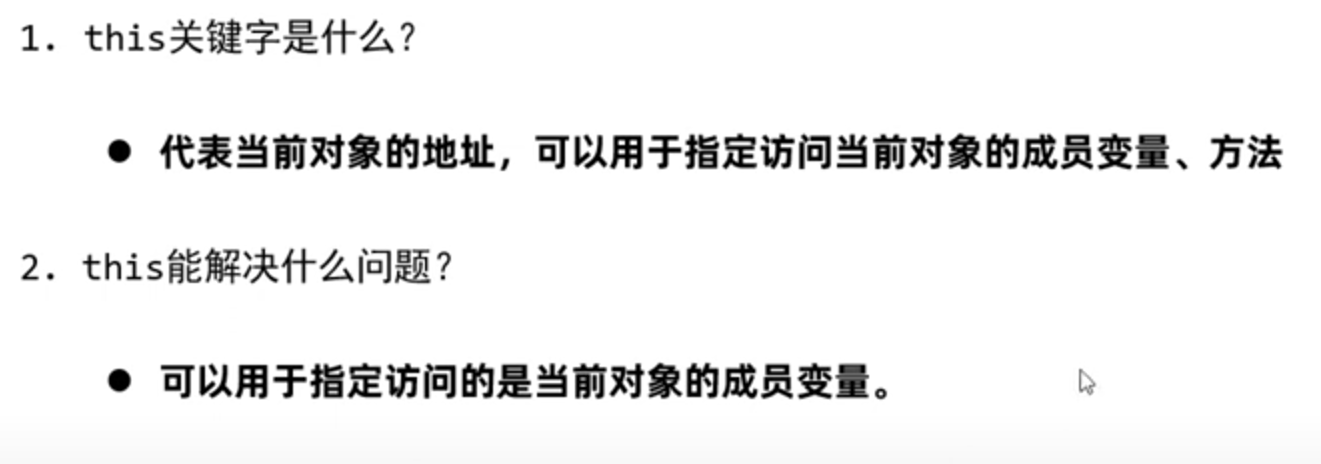 1. this关键字是什么？
● 代表当前对象的地址，可以用于指定访问当前对象的成员变量、方法
2. this能解决什么问题？
● 可以用于指定访问的是当前对象的成员变量。